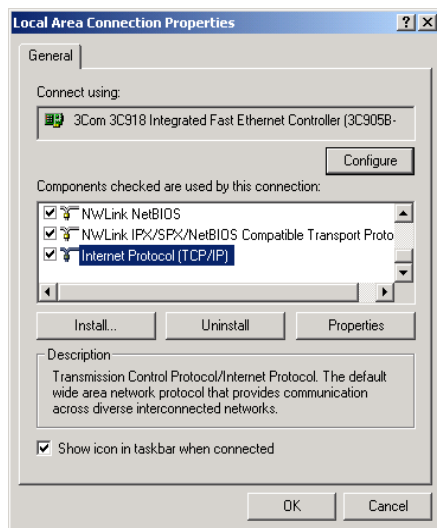 Local Area Connection Properties
General
Connect using:
3Com 3C918 Integrated Fast Ethernet Controller (3C905B-
Configure
Components checked are used by this connection:
NWLink NetBIOS
NWLink IPX/SPX/NetBIOS Compatible Transport Proto
Internet Protocol (TCP/IP)
Install...
Uninstall
Properties
Description
Transmission Control Protocol/Internet Protocol. The default
wide area network protocol that provides communication
across diverse interconnected networks.
Show icon in taskbar when connected
OK
Cancel